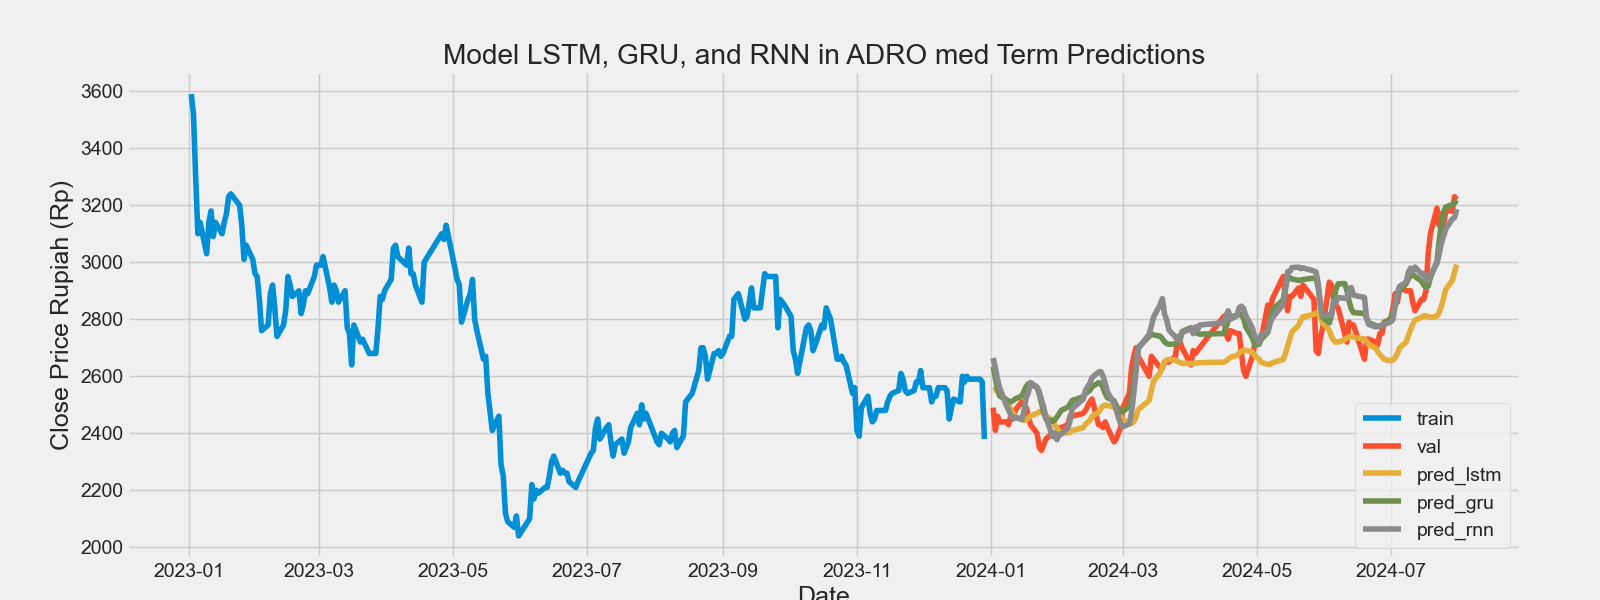 Model LSTM, GRU, and RNN in ADRO med Term Predictions
Close Price Rupiah (Rp)
3600
3400
3200
3000
2800
2600
2400
2200
2000
train
val
pred_lstm
pred_gru
pred_rnn
2023-01 2023-03 2023-05 2023-07 2023-09 2023-11 2024-01 2024-03 2024-05 2024-07
Date